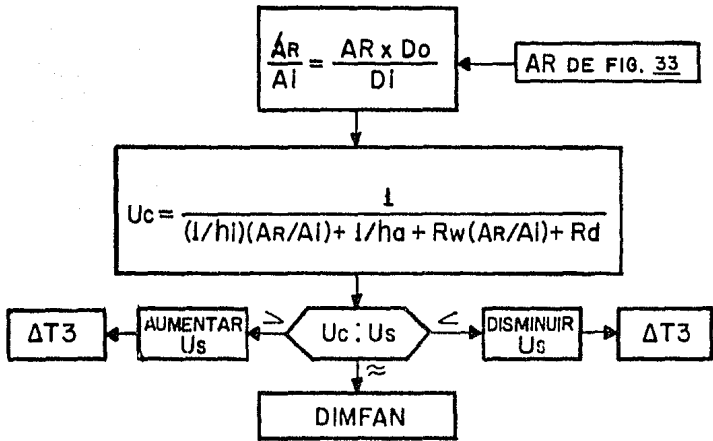 AR/Ai = AR x Do/Di
AR DE FIG. 33
Uc = 1/((1/hi)(AR/Ai) + 1/ha + Rw(AR/Ai) + Rd)
ΔT3
AUMENTAR
Us
≥
Uc : Us
≤
DISMINUIR
Us
ΔT3
≈
DIMFAN